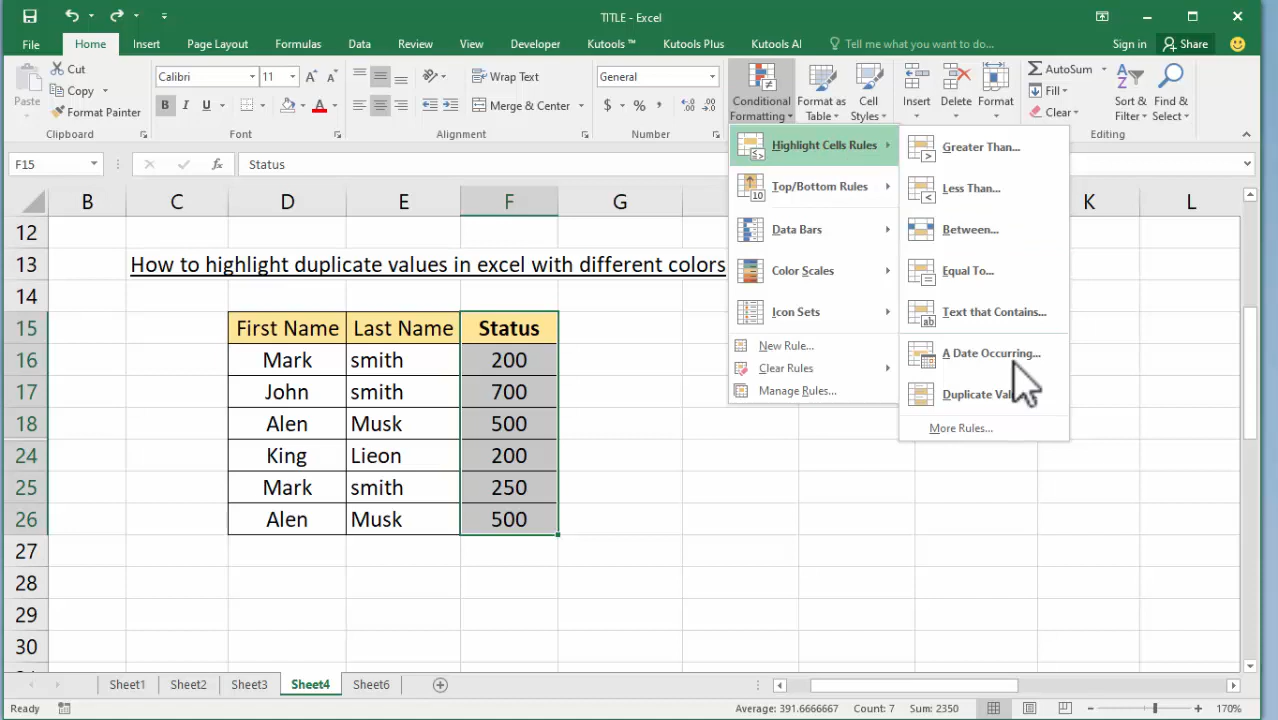 TITLE - Excel
File Home Insert Page Layout Formulas Data Review View Developer Kutools ™ Kutools Plus Kutools AI Tell me what you want to do... Sign in Share
Paste
Cut
Copy
Format Painter
Clipboard
Calibri 11
B I U A
Font
Wrap Text
Merge & Center
Alignment
General
$ % ,
Number
Conditional Formatting
Format as Table
Cell Styles
Insert
Delete
Format
AutoSum
Fill
Clear
Sort & Filter
Find & Select
Editing
Highlight Cells Rules
Top/Bottom Rules
Data Bars
Color Scales
Icon Sets
New Rule...
Clear Rules
Manage Rules...
Greater Than...
Less Than...
Between...
Equal To...
Text that Contains...
A Date Occurring...
Duplicate
More Rules...
F15 fx Status
B C D E F G K L
12
13 How to highlight duplicate values in excel with different colors
14
15 First Name Last Name Status
16 Mark smith 200
17 John smith 700
18 Alen Musk 500
24 King Lieon 200
25 Mark smith 250
26 Alen Musk 500
27
28
29
30
Sheet1 Sheet2 Sheet3 Sheet4 Sheet6
Ready Average: 391.6666667 Count: 7 Sum: 2350 170%